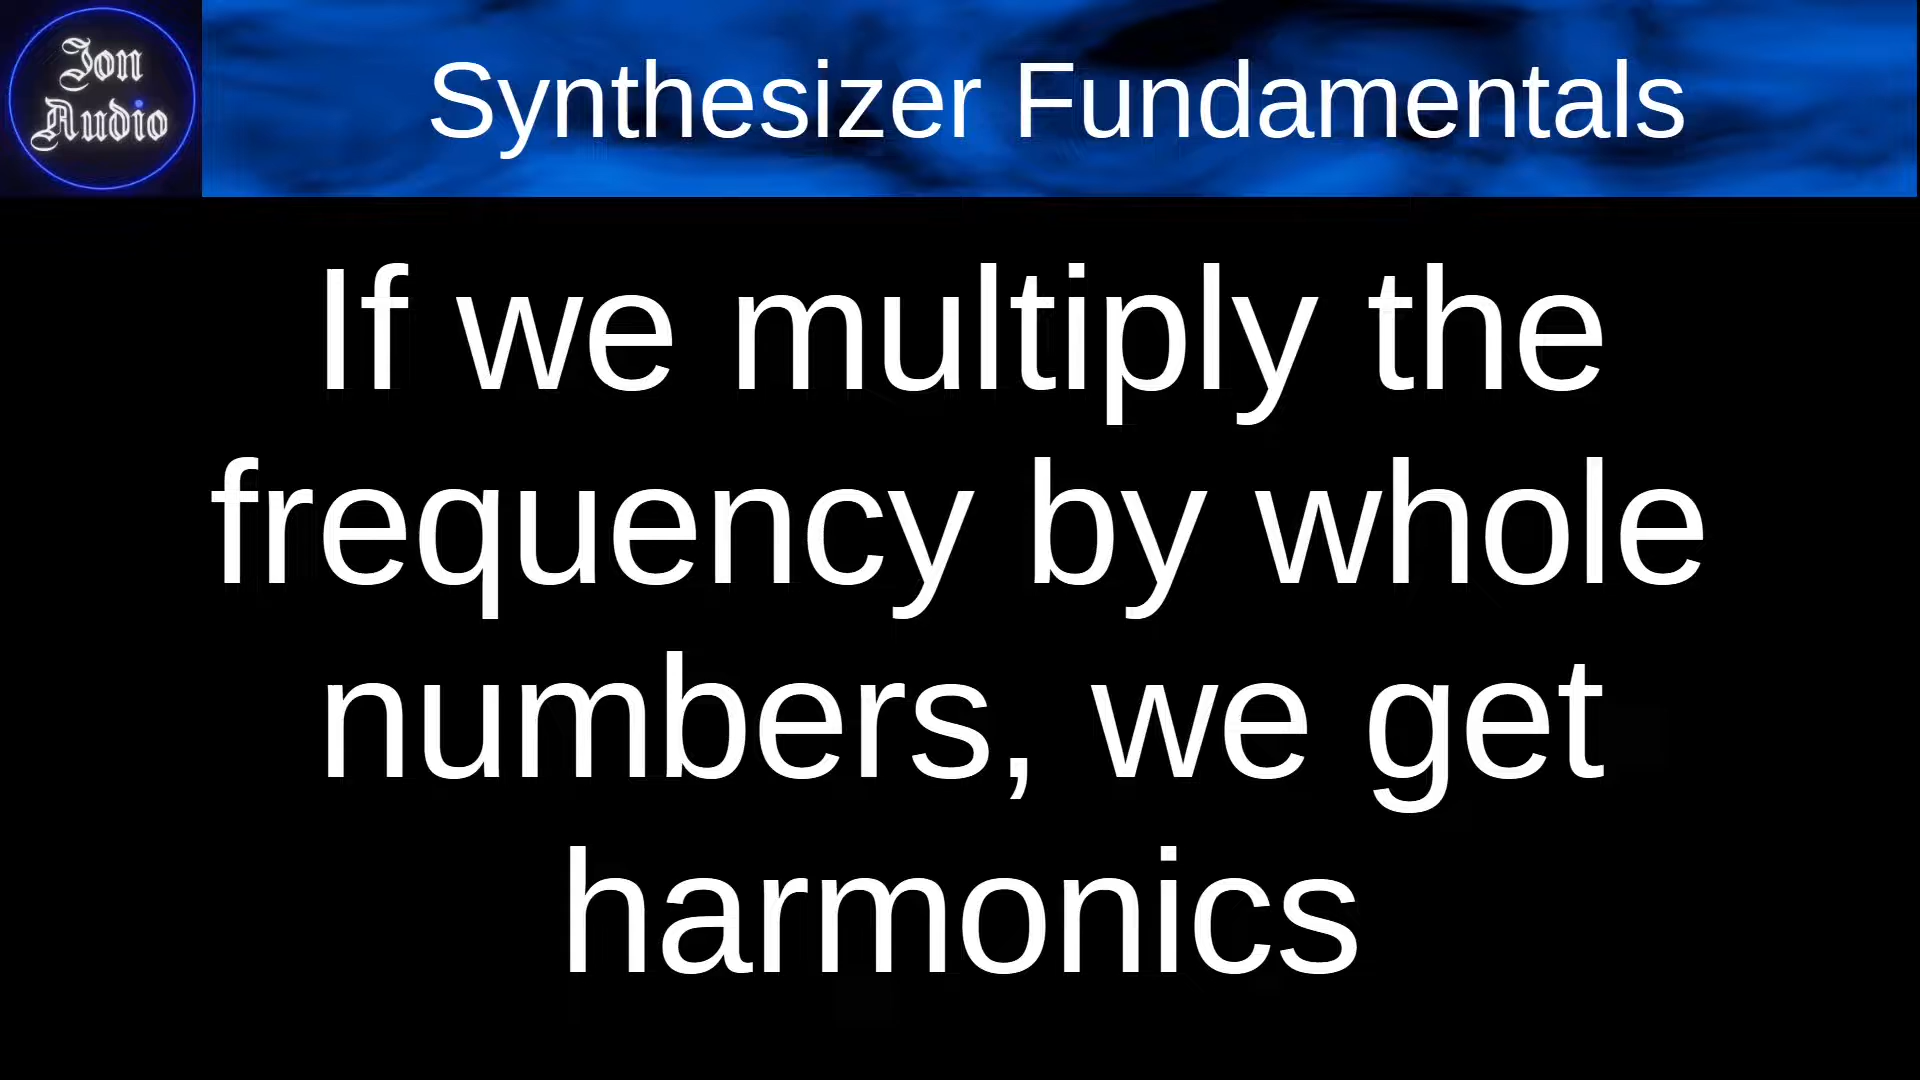 Jon
Audio
Synthesizer Fundamentals
If we multiply the
frequency by whole
numbers, we get
harmonics